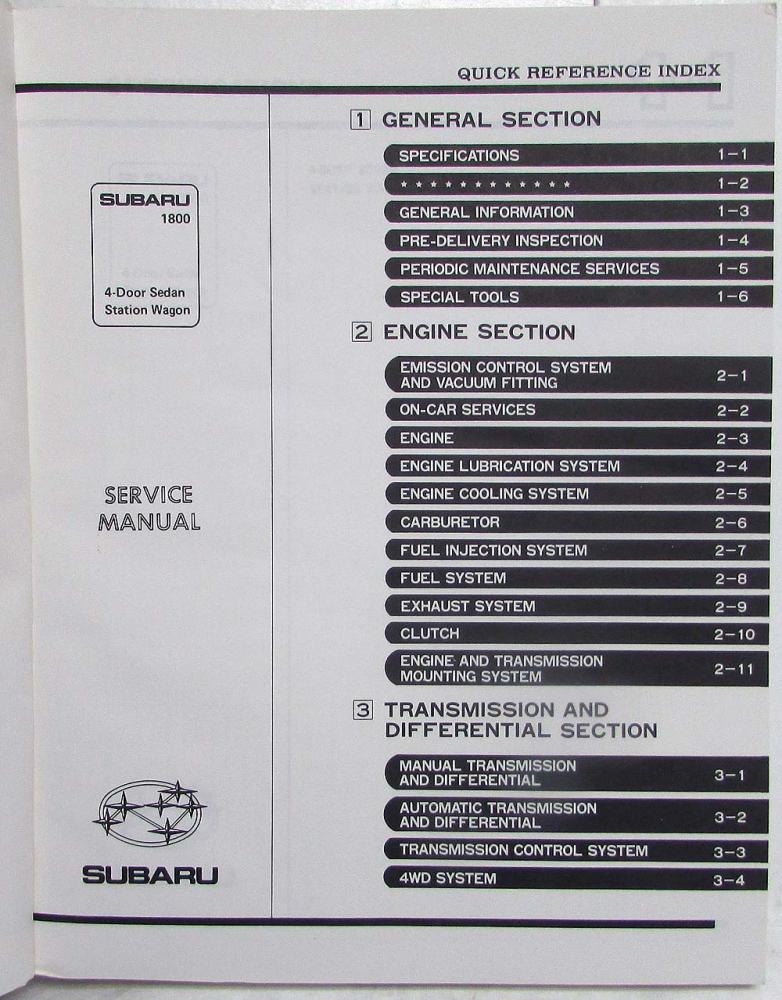 QUICK REFERENCE INDEX
SUBARU
1800
4-Door Sedan
Station Wagon
SERVICE
MANUAL
SUBARU
1 GENERAL SECTION
SPECIFICATIONS 1-1
* * * * * * * * * * * * 1-2
GENERAL INFORMATION 1-3
PRE-DELIVERY INSPECTION 1-4
PERIODIC MAINTENANCE SERVICES 1-5
SPECIAL TOOLS 1-6
2 ENGINE SECTION
EMISSION CONTROL SYSTEM
AND VACUUM FITTING 2-1
ON-CAR SERVICES 2-2
ENGINE 2-3
ENGINE LUBRICATION SYSTEM 2-4
ENGINE COOLING SYSTEM 2-5
CARBURETOR 2-6
FUEL INJECTION SYSTEM 2-7
FUEL SYSTEM 2-8
EXHAUST SYSTEM 2-9
CLUTCH 2-10
ENGINE AND TRANSMISSION
MOUNTING SYSTEM 2-11
3 TRANSMISSION AND
DIFFERENTIAL SECTION
MANUAL TRANSMISSION
AND DIFFERENTIAL 3-1
AUTOMATIC TRANSMISSION
AND DIFFERENTIAL 3-2
TRANSMISSION CONTROL SYSTEM 3-3
4WD SYSTEM 3-4